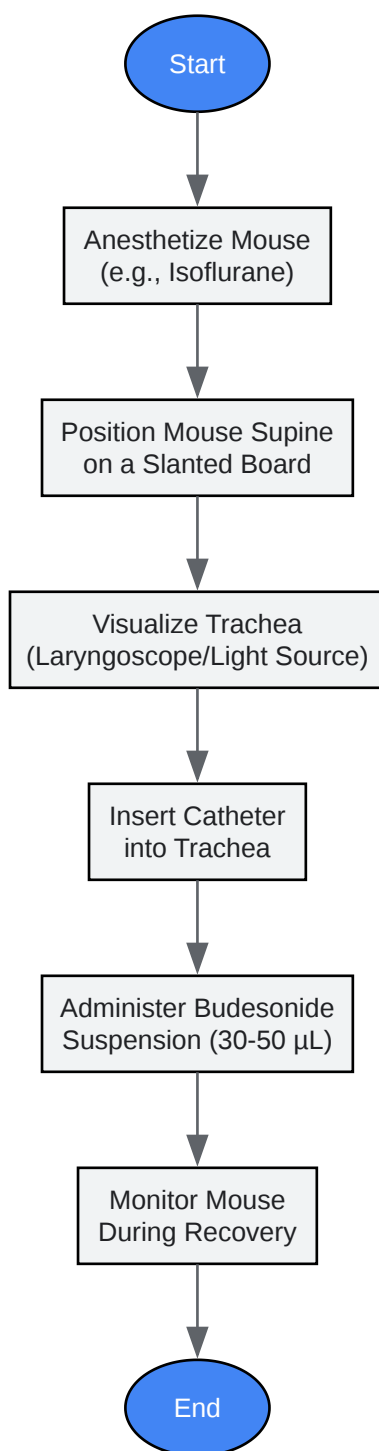 Start
Anesthetize Mouse
(e.g., Isoflurane)
Position Mouse Supine
on a Slanted Board
Visualize Trachea
(Laryngoscope/Light Source)
Insert Catheter
into Trachea
Administer Budesonide
Suspension (30-50 µL)
Monitor Mouse
During Recovery
End